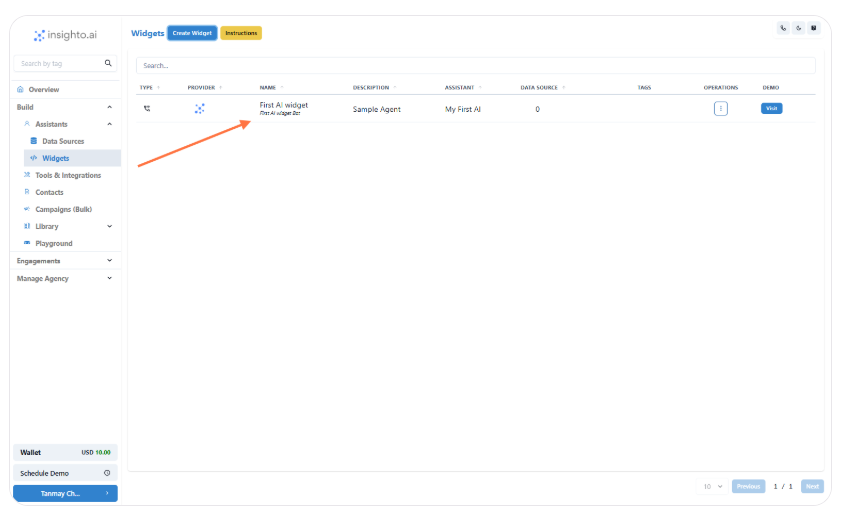 insighto.ai
Widgets Create Widget Instructions
Search by tag
Search...
Overview
Build
Assistants
Data Sources
Widgets
Tools & Integrations
Contacts
Campaigns (Bulk)
Library
Playground
Engagements
Manage Agency
TYPE PROVIDER NAME DESCRIPTION ASSISTANT DATA SOURCE TAGS OPERATIONS DEMO
First AI widget Sample Agent My First AI 0 Visit
First AI widget Bot
Wallet USD 10.00
Schedule Demo
Tanmay Ch...
10 Previous 1 / 1 Next